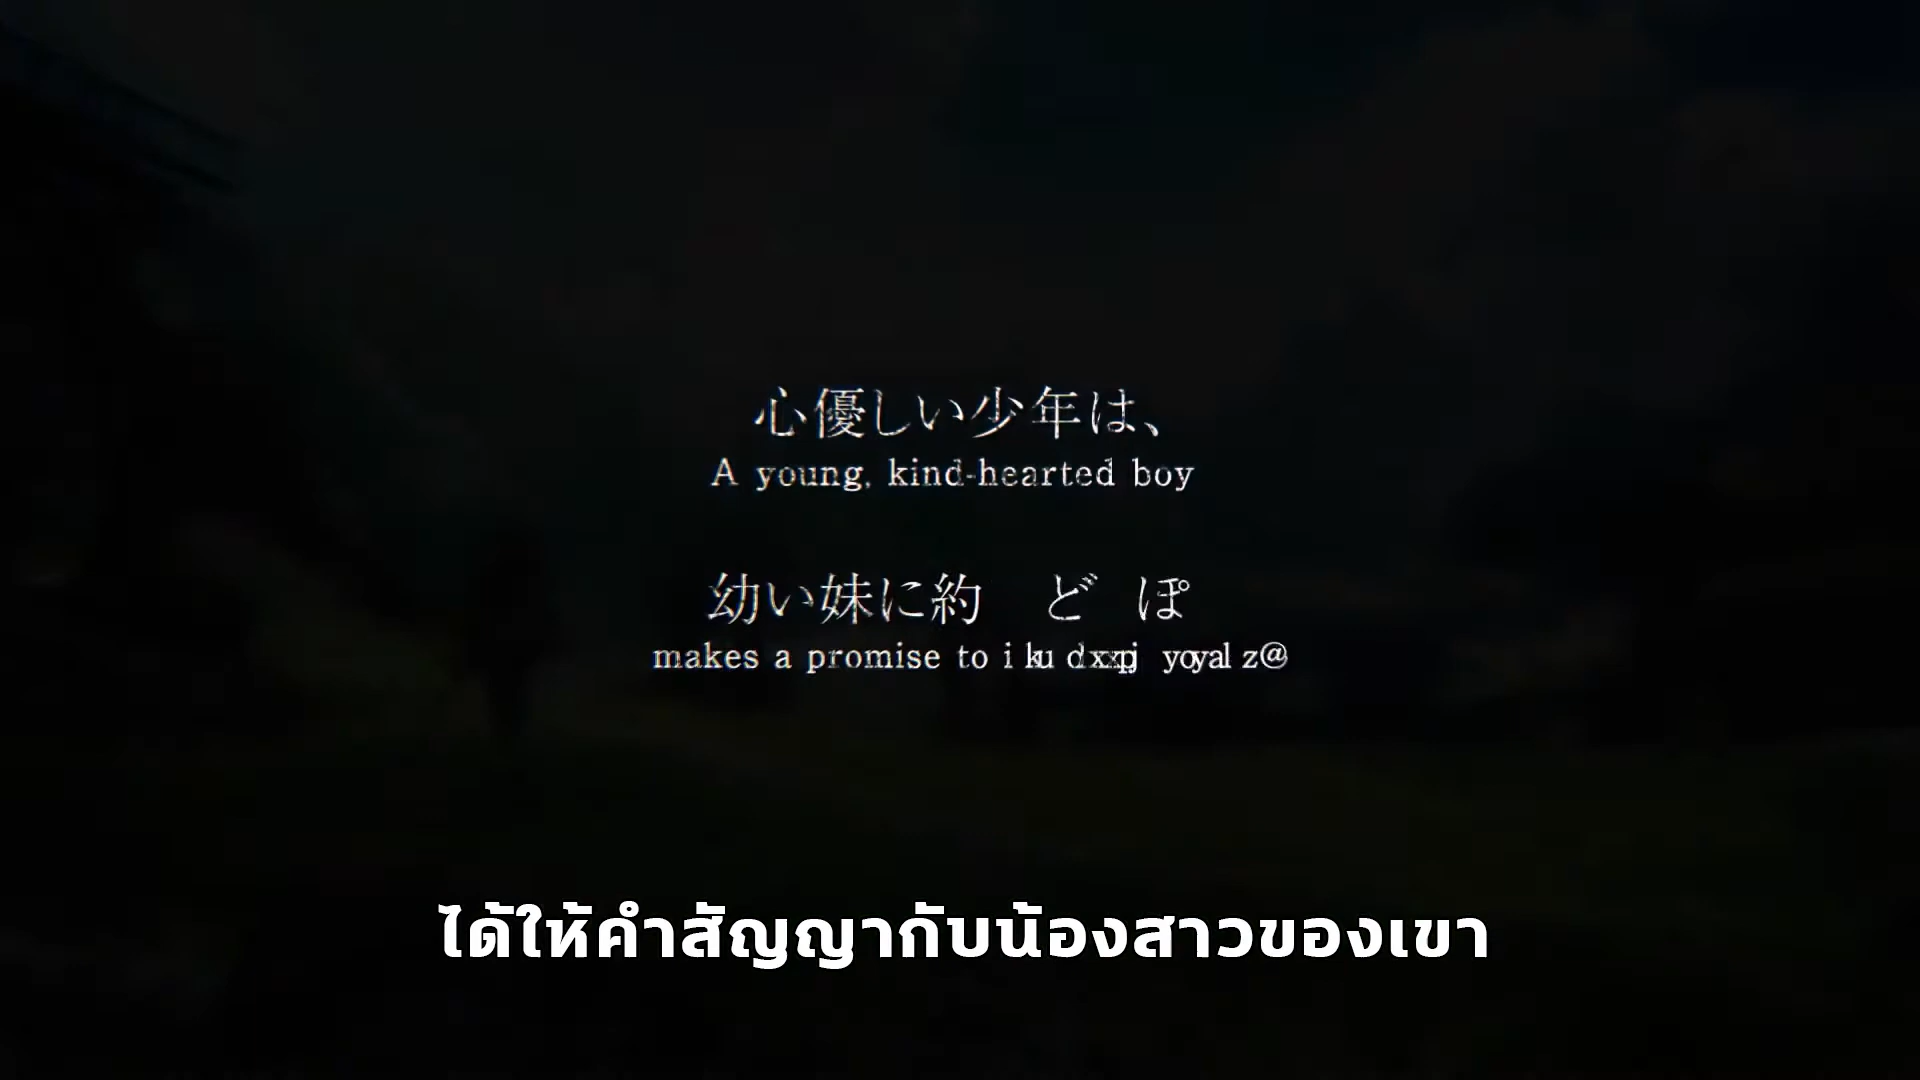 心優しい少年は、
A young, kind-hearted boy
幼い妹に約 ど ぽ
makes a promise to
ได้ให้คำสัญญากับน้องสาวของเขา